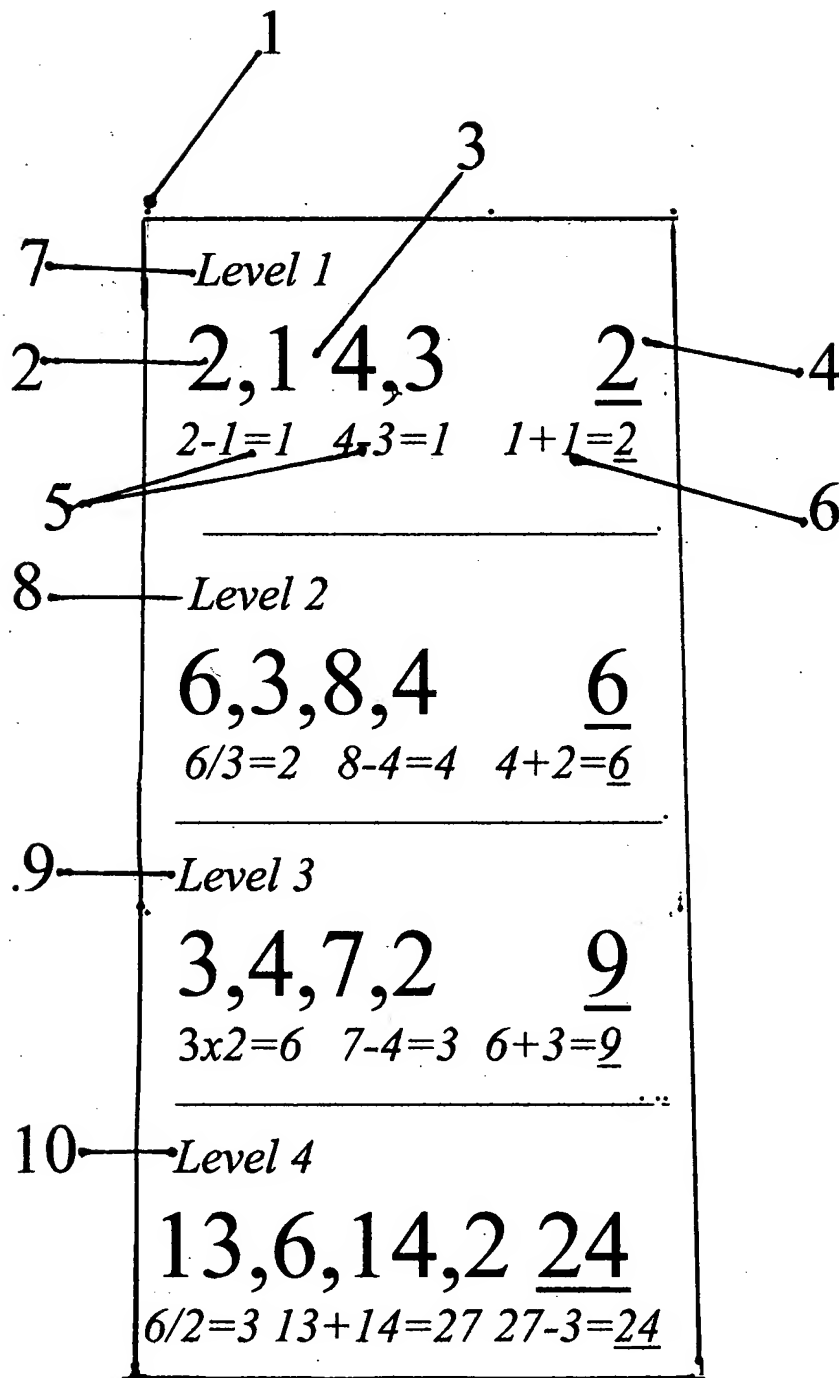 1
3
7 Level 1
2 2,1 4,3 2 4
2-1=1 4-3=1 1+1=2
5 6
8 Level 2
6,3,8,4 6
6/3=2 8-4=4 4+2=6
.9 Level 3
3,4,7,2 9
3x2=6 7-4=3 6+3=9
10 Level 4
13,6,14,2 24
6/2=3 13+14=27 27-3=24